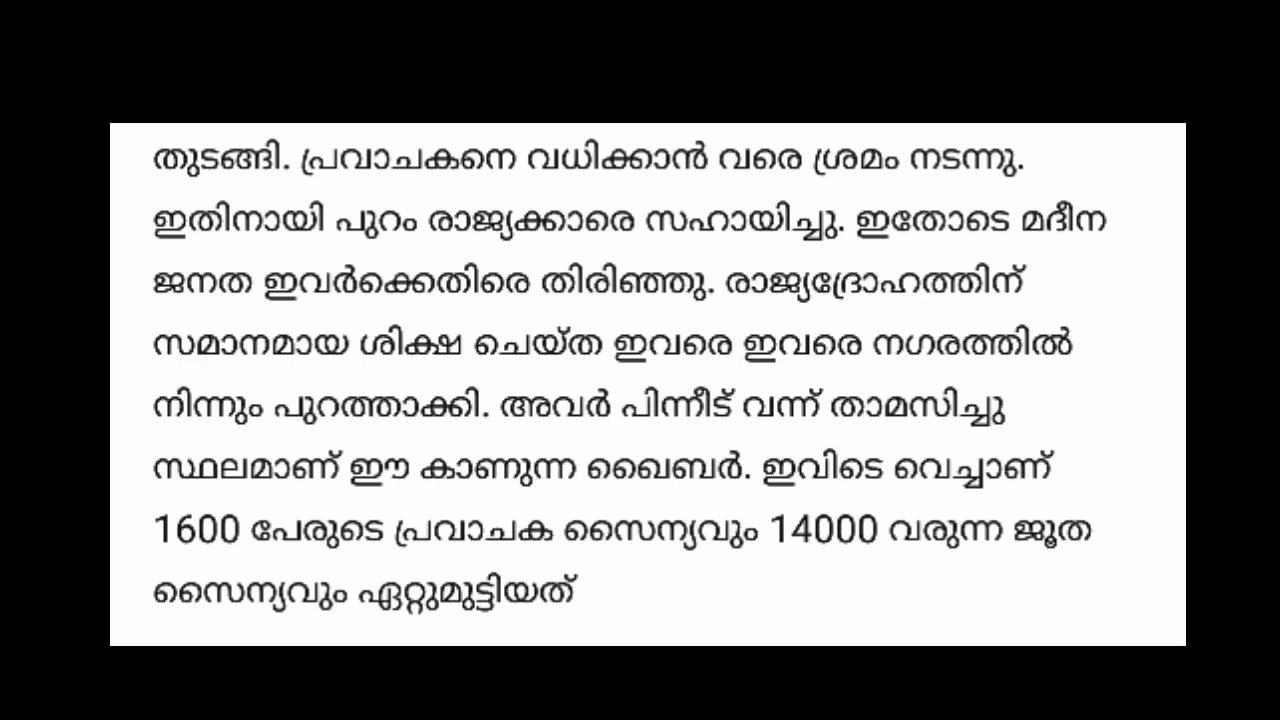 തുടങ്ങി. പ്രവാചകനെ വധിക്കാൻ വരെ ശ്രമം നടന്നു.
ഇതിനായി പുറം രാജ്യക്കാരെ സഹായിച്ചു. ഇതോടെ മദീന
ജനത ഇവർക്കെതിരെ തിരിഞ്ഞു. രാജ്യദ്രോഹത്തിന്
സമാനമായ ശിക്ഷ ചെയ്ത ഇവരെ ഇവരെ നഗരത്തിൽ
നിന്നും പുറത്താക്കി. അവർ പിന്നീട് വന്ന് താമസിച്ചു
സ്ഥലമാണ് ഈ കാണുന്ന ഖൈബർ. ഇവിടെ വെച്ചാണ്
1600 പേരുടെ പ്രവാചക സൈന്യവും 14000 വരുന്ന ജൂത
സൈന്യവും ഏറ്റുമുട്ടിയത്